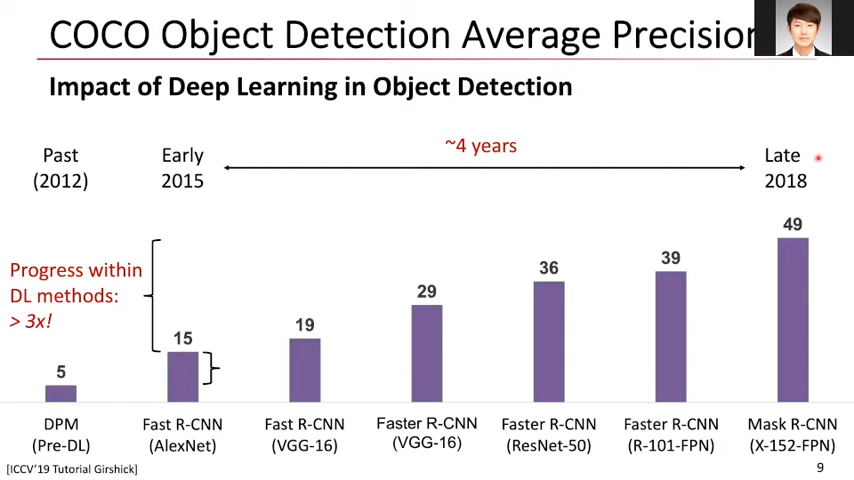 COCO Object Detection Average Precision
Impact of Deep Learning in Object Detection
Past
(2012)
Early
2015
~4 years
Late
2018
Progress within
DL methods:
> 3x!
5
15
19
29
36
39
49
DPM
(Pre-DL)
Fast R-CNN
(AlexNet)
Fast R-CNN
(VGG-16)
Faster R-CNN
(VGG-16)
Faster R-CNN
(ResNet-50)
Faster R-CNN
(R-101-FPN)
Mask R-CNN
(X-152-FPN)
[ICCV'19 Tutorial Girshick]
9